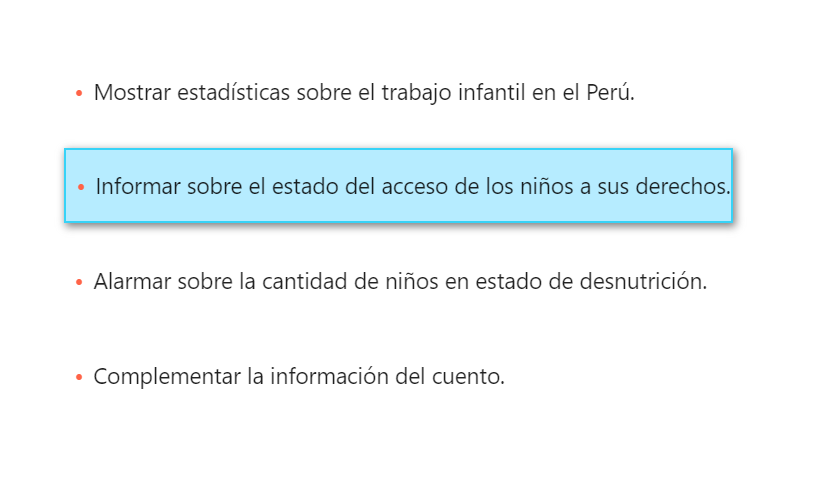 • Mostrar estadísticas sobre el trabajo infantil en el Perú.
• Informar sobre el estado del acceso de los niños a sus derechos.
• Alarmar sobre la cantidad de niños en estado de desnutrición.
• Complementar la información del cuento.